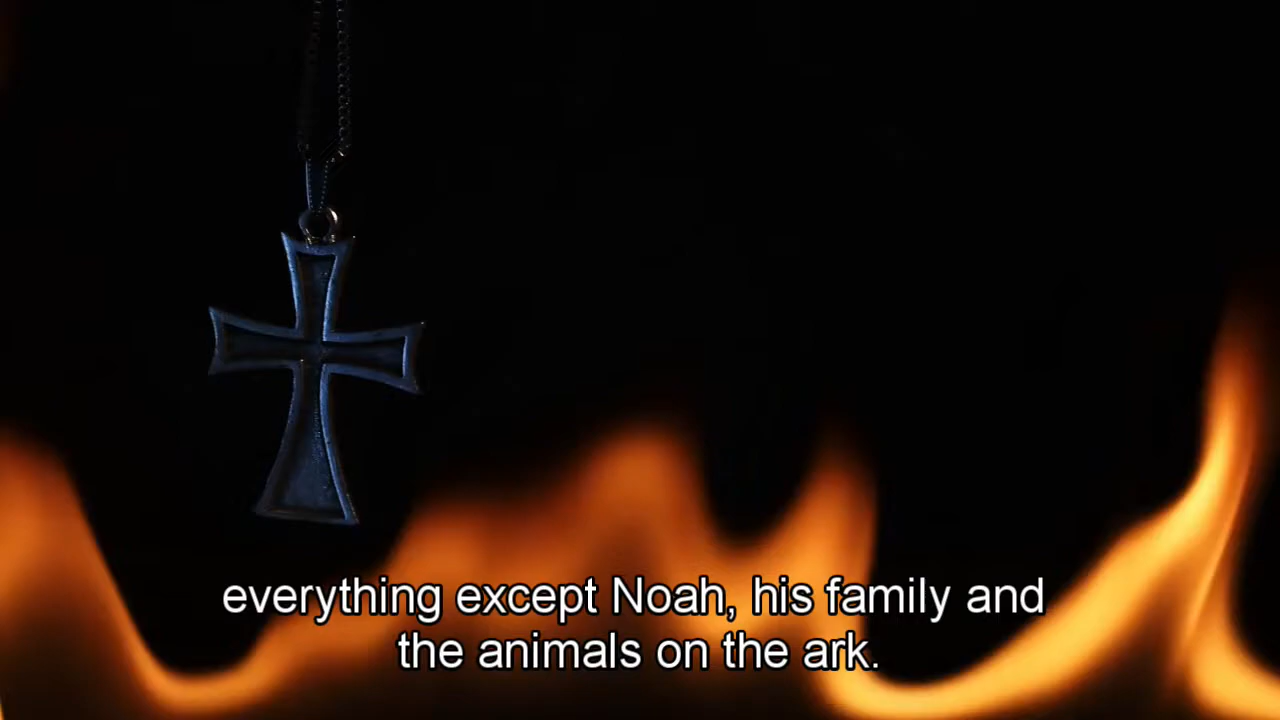 everything except Noah, his family and
the animals on the ark.